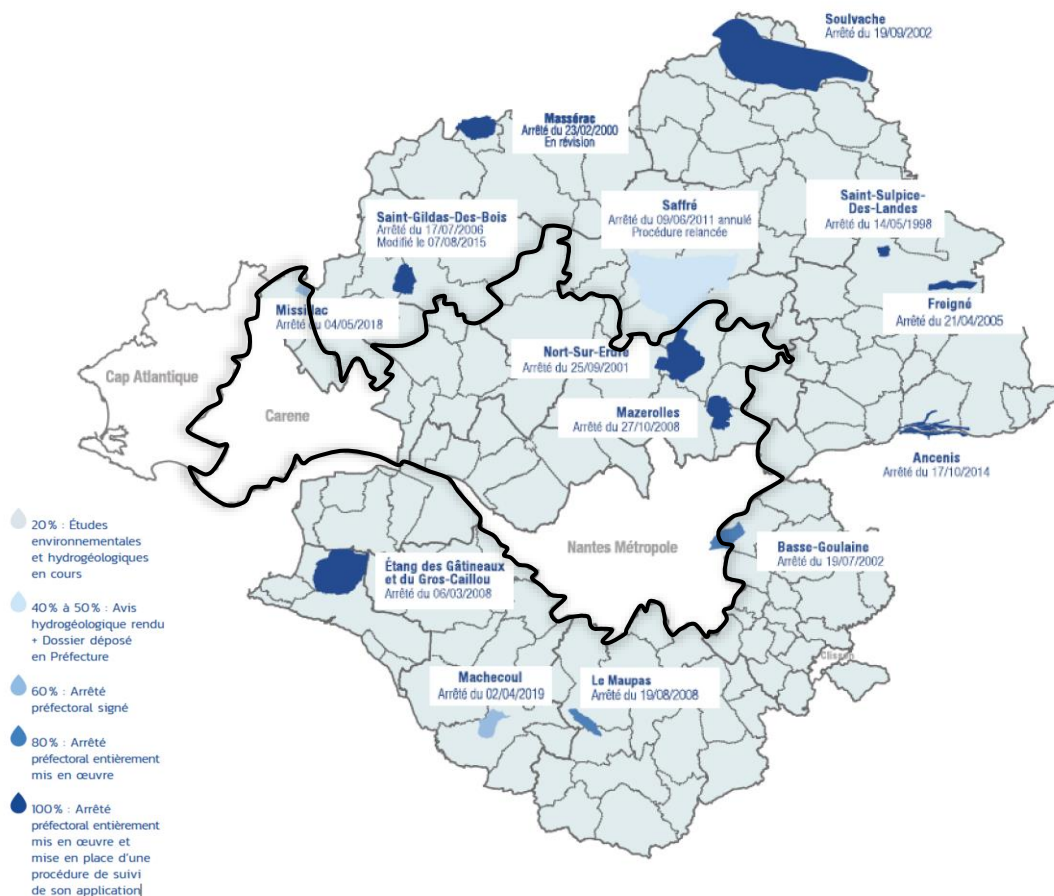 Soulvache
Arrêté du 19/09/2002
Massérac
Arrêté du 23/02/2000
En révision
Saffré
Arrêté du 09/06/2011 annulé
Procédure relancée
Saint-Sulpice-
Des-Landes
Arrêté du 14/05/1998
Saint-Gildas-Des-Bois
Arrêté du 17/07/2006
Modifié le 07/08/2015
Freigné
Arrêté du 21/04/2005
Missillac
Arrêté du 04/05/2018
Nort-Sur-Erdre
Arrêté du 25/09/2001
Cap Atlantique
Carene
Mazerolles
Arrêté du 27/10/2008
Ancenis
Arrêté du 17/10/2014
Nantes Métropole
Basse-Goulaine
Arrêté du 19/07/2002
Étang des Gâtineaux
et du Gros-Caillou
Arrêté du 06/03/2008
Clisson
Machecoul
Arrêté du 02/04/2019
Le Maupas
Arrêté du 19/08/2008
20% : Études
environnementales
et hydrogéologiques
en cours
40% à 50% : Avis
hydrogéologique rendu
+ Dossier déposé
en Préfecture
60% : Arrêté
préfectoral signé
80% : Arrêté
préfectoral entièrement
mis en œuvre
100% : Arrêté
préfectoral entièrement
mis en œuvre et
mise en place d'une
procédure de suivi
de son application